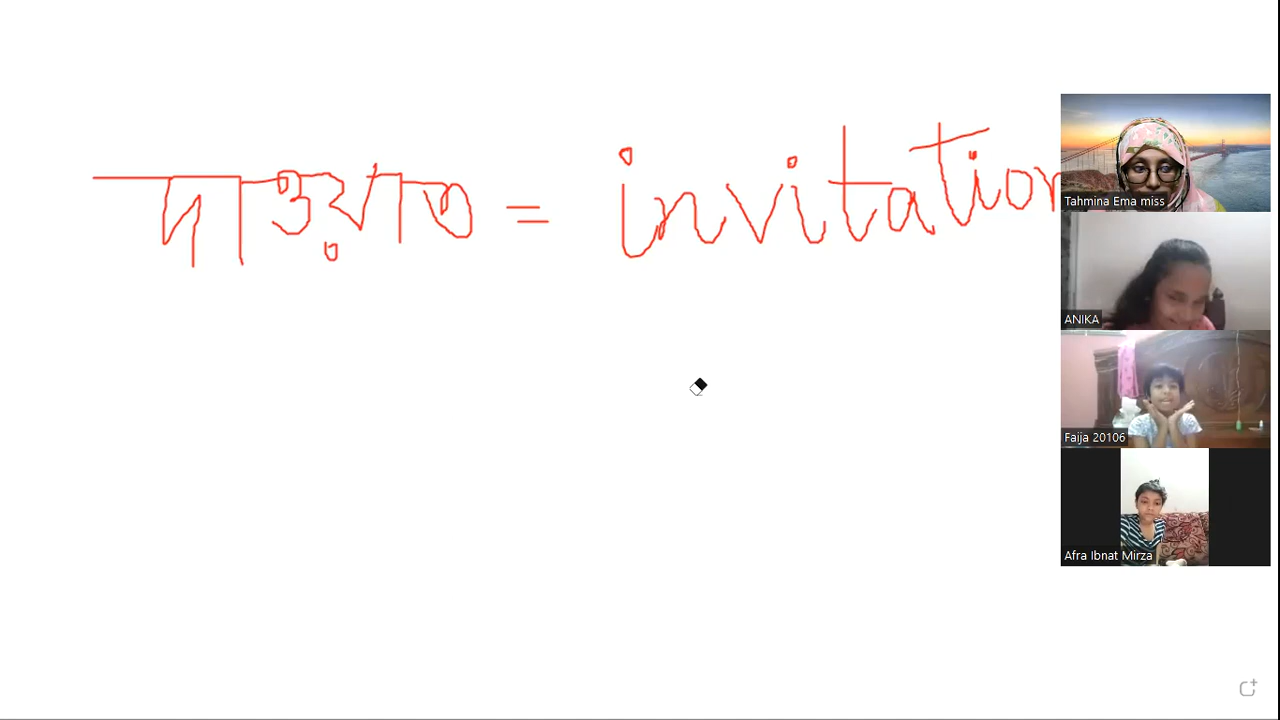 দাওয়াত = invitation
Tahmina Ema miss
ANIKA
Faija 20106
Afra Ibnat Mirza